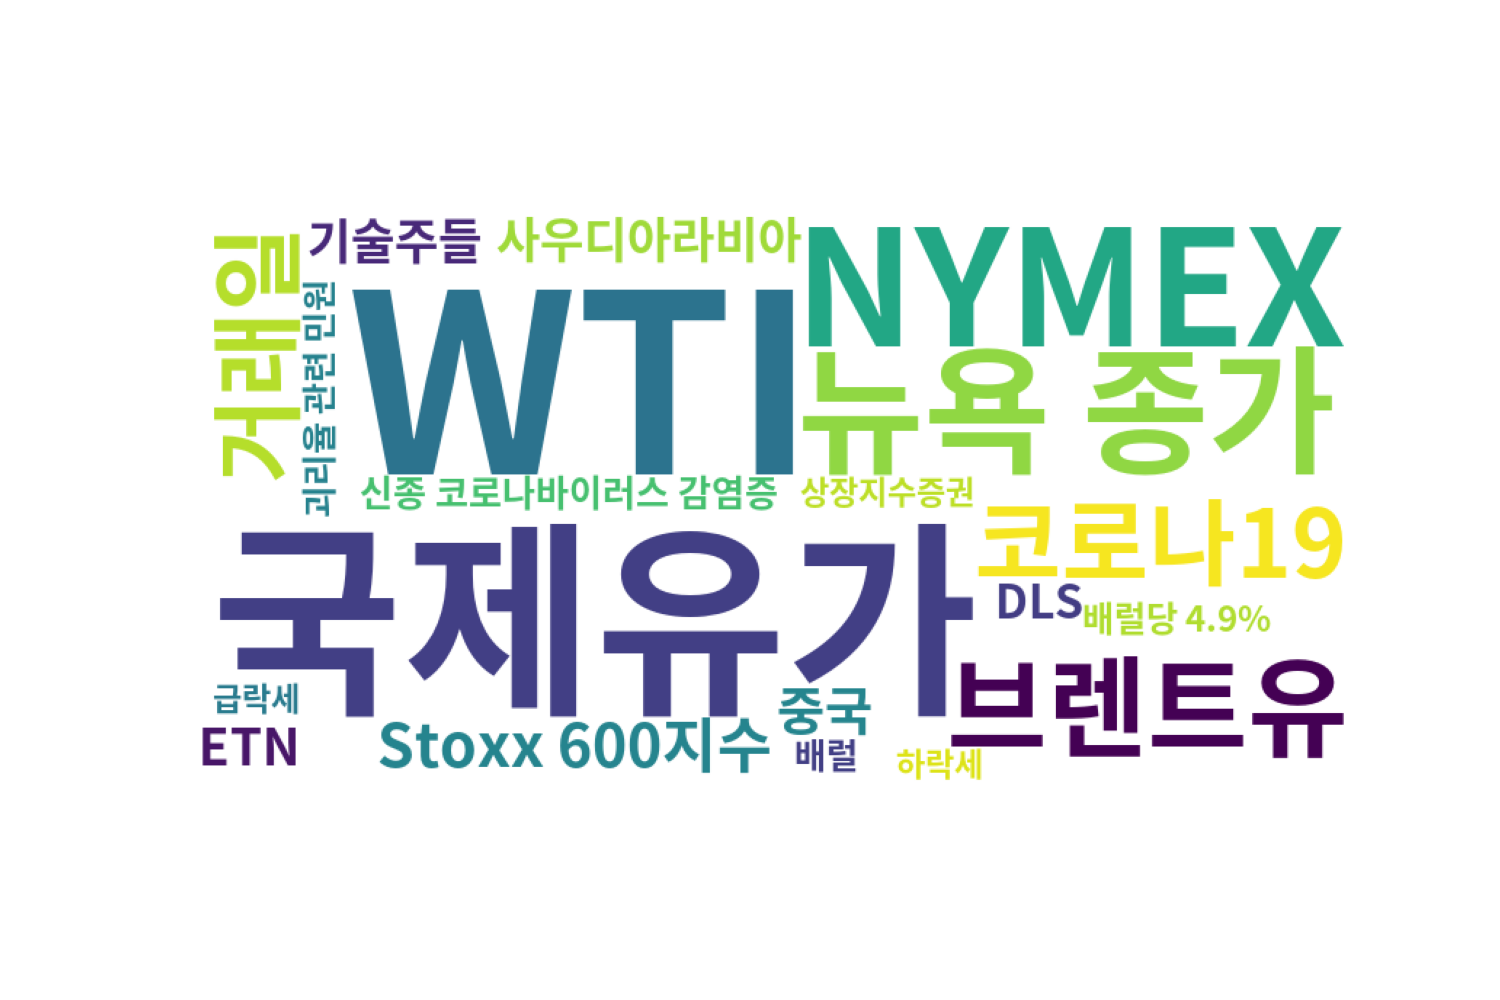 기술주들
사우디아라비아
NYMEX
거래일
괴리율 관련 민원
WTI
뉴욕 종가
신종 코로나바이러스 감염증
상장지수증권
코로나19
국제유가
DLS
배럴당 4.9%
브렌트유
급락세
중국
ETN
Stoxx 600지수
배럴
하락세